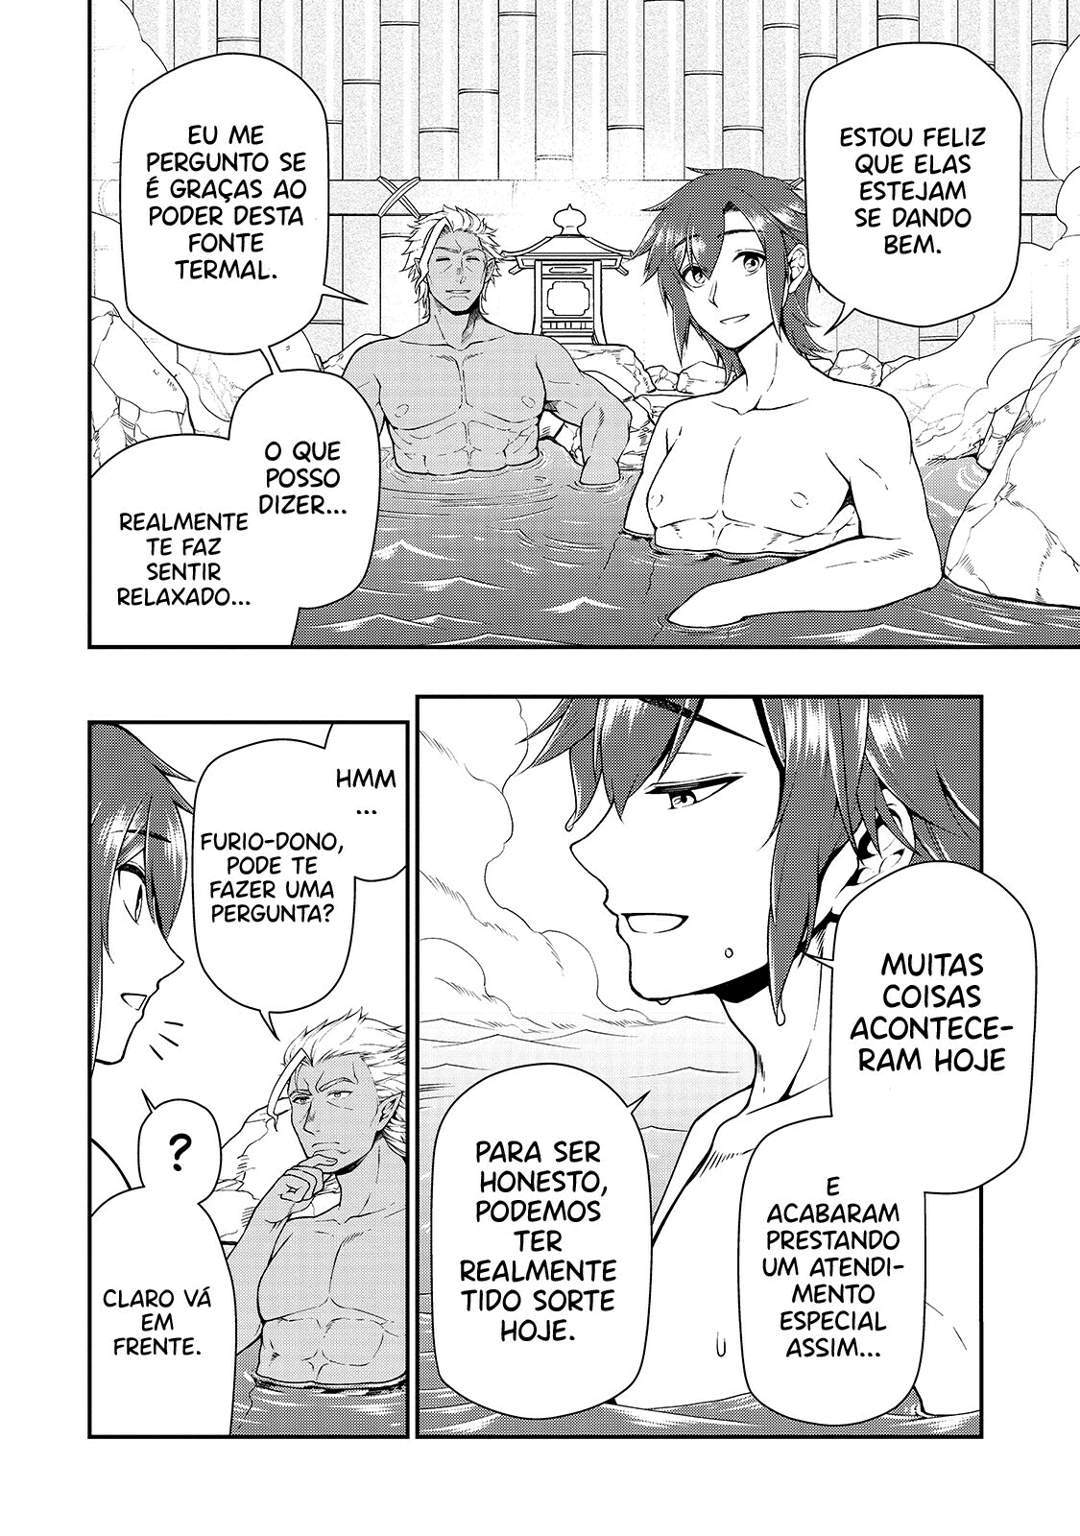 ESTOU FELIZ
QUE ELAS
ESTEJAM
SE DANDO
BEM.
EU ME
PERGUNTO SE
É GRAÇAS AO
PODER DESTA
FONTE
TERMAL.
O QUE
POSSO
DIZER...
REALMENTE
TE FAZ
SENTIR
RELAXADO...
MUITAS
COISAS
ACONTECE-
RAM HOJE
E
ACABARAM
PRESTANDO
UM ATENDI-
MENTO
ESPECIAL
ASSIM...
PARA SER
HONESTO,
PODEMOS
TER
REALMENTE
TIDO SORTE
HOJE.
HMM
...
FURIO-DONO,
PODE TE
FAZER UMA
PERGUNTA?
?
CLARO VÁ
EM
FRENTE.